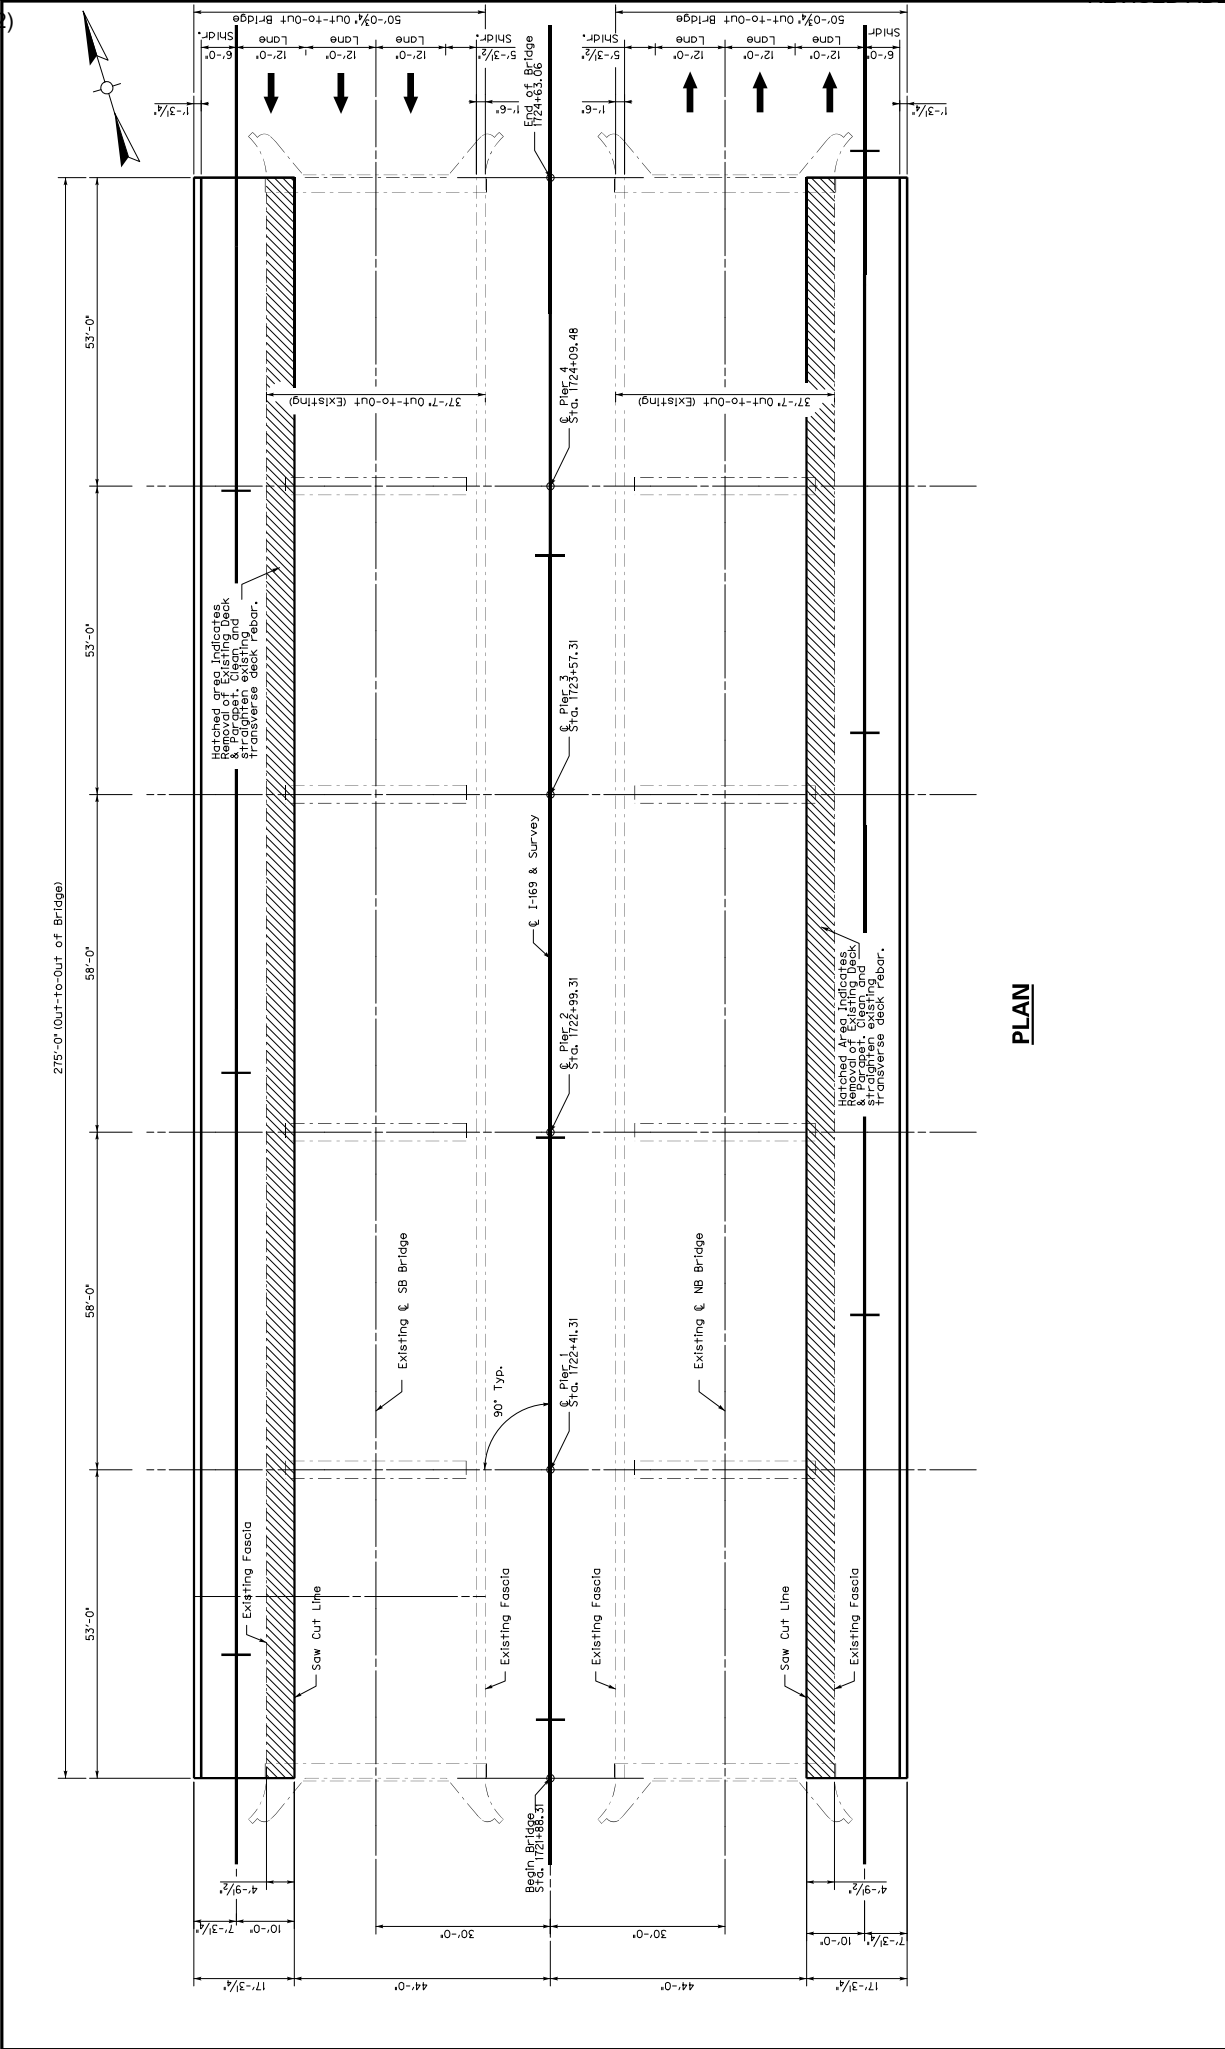 2)
50'-0¾" Out-to-Out Bridge
50'-0¾" Out-to-Out Bridge
6'-0"
Shldr.
12'-0"
Lane
12'-0"
Lane
12'-0"
Lane
5'-3½"
Shldr.
5'-3½"
Shldr.
12'-0"
Lane
12'-0"
Lane
12'-0"
Lane
6'-0"
Shldr
1'-3¼"
1'-6"
1'-6"
1'-3¼"
End of Bridge
1724+63.06
53'-0"
37'-7" Out-to-Out (Existing)
37'-7" Out-to-Out (Existing)
℄ Pier 4
Sta. 1724+09.48
53'-0"
Hatched area Indicates
Removal of Existing Deck
& Parapet. Clean and
straighten existing
transverse deck rebar.
℄ Pier 3
Sta. 1723+57.31
275'-0" (Out-to-Out of Bridge)
58'-0"
℄ I-169 & Survey
Hatched Area Indicates
Removal of Existing Deck
& Parapet. Clean and
straighten existing
transverse deck rebar.
℄ Pier 2
Sta. 1722+99.31
PLAN
58'-0"
Existing ℄ SB Bridge
Existing ℄ NB Bridge
90° Typ.
℄ Pier 1
Sta. 1722+41.31
53'-0"
Existing Fascia
Saw Cut Line
Existing Fascia
Existing Fascia
Saw Cut Line
Existing Fascia
Begin Bridge
Sta. 1721+88.31
4'-9½"
4'-9½"
7'-3¼"
10'-0"
30'-0"
30'-0"
10'-0"
7'-3¼"
17'-3¼"
44'-0"
44'-0"
17'-3¼"